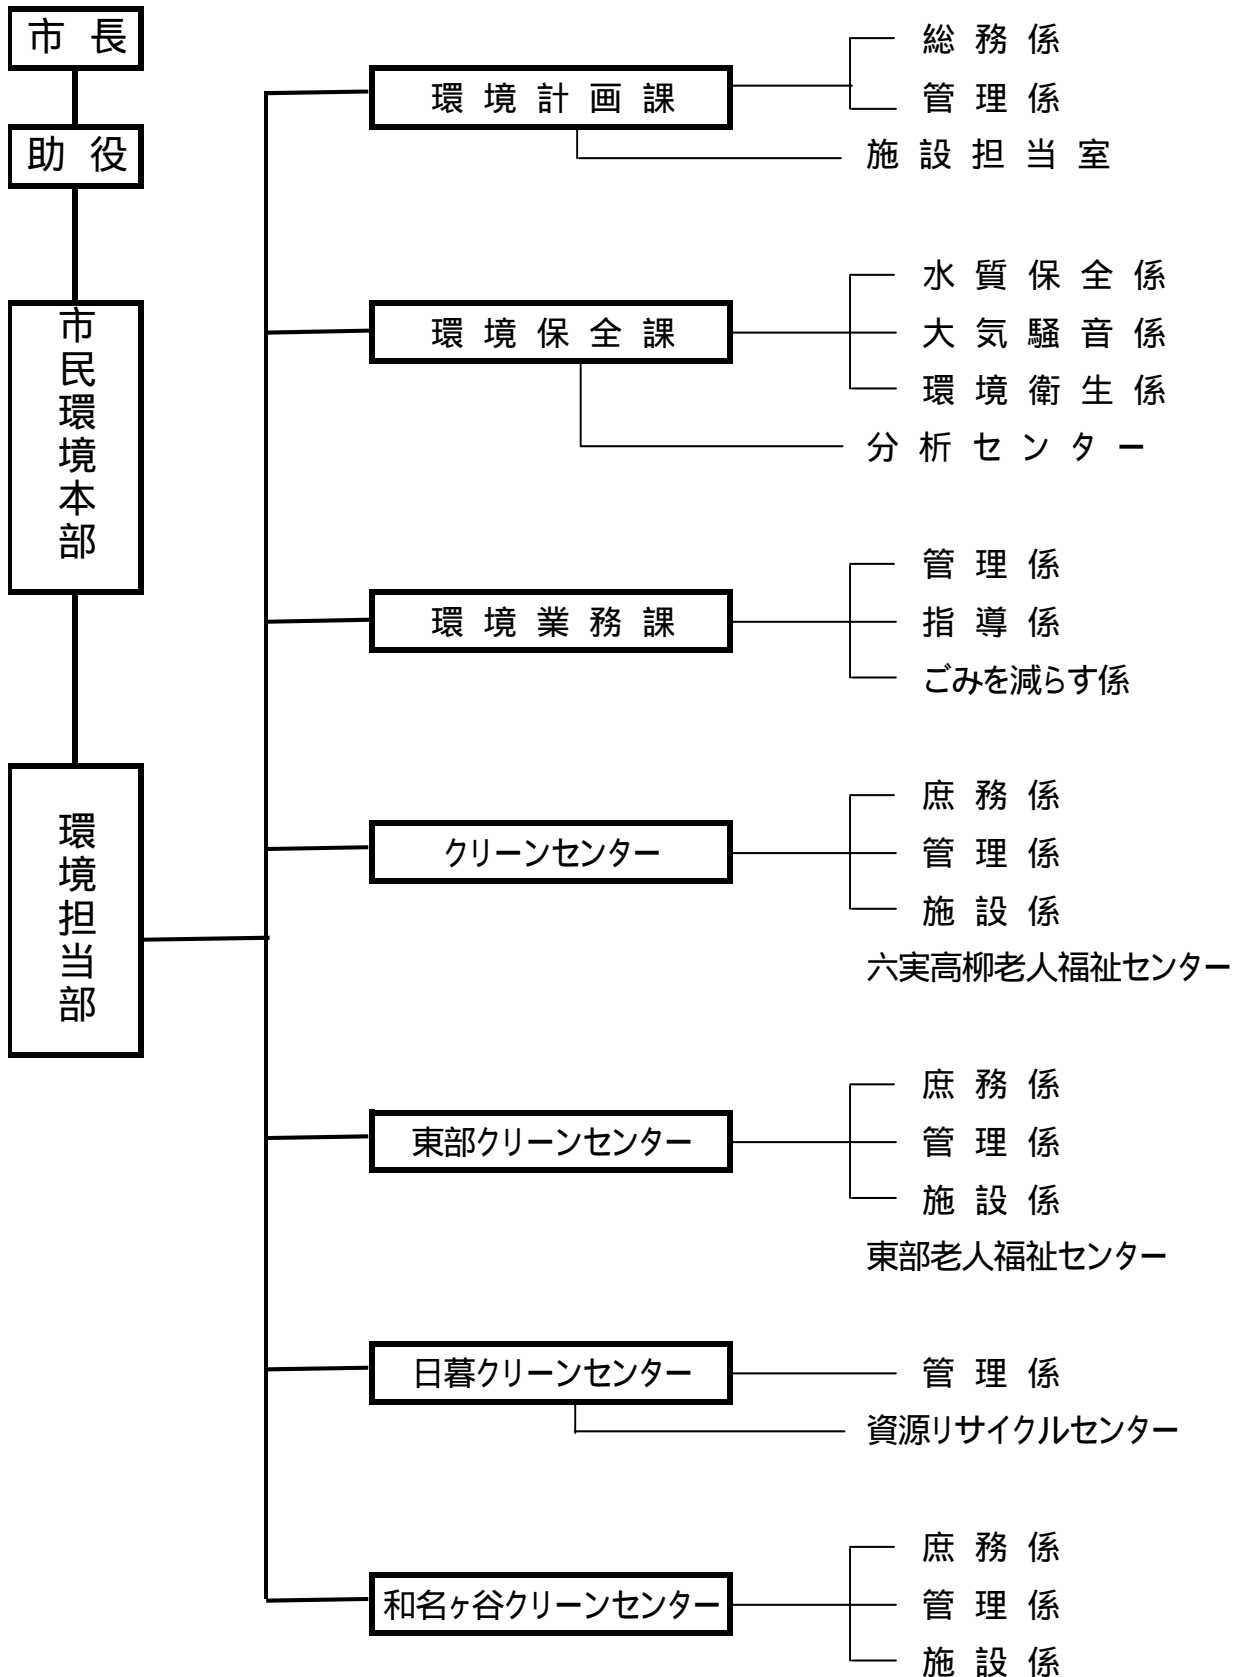 市長
助役
市民環境本部
環境担当部
環境計画課
総務係
管理係
施設担当室
環境保全課
水質保全係
大気騒音係
環境衛生係
分析センター
環境業務課
管理係
指導係
ごみを減らす係
クリーンセンター
庶務係
管理係
施設係
六実高柳老人福祉センター
東部クリーンセンター
庶務係
管理係
施設係
東部老人福祉センター
日暮クリーンセンター
管理係
資源リサイクルセンター
和名ヶ谷クリーンセンター
庶務係
管理係
施設係